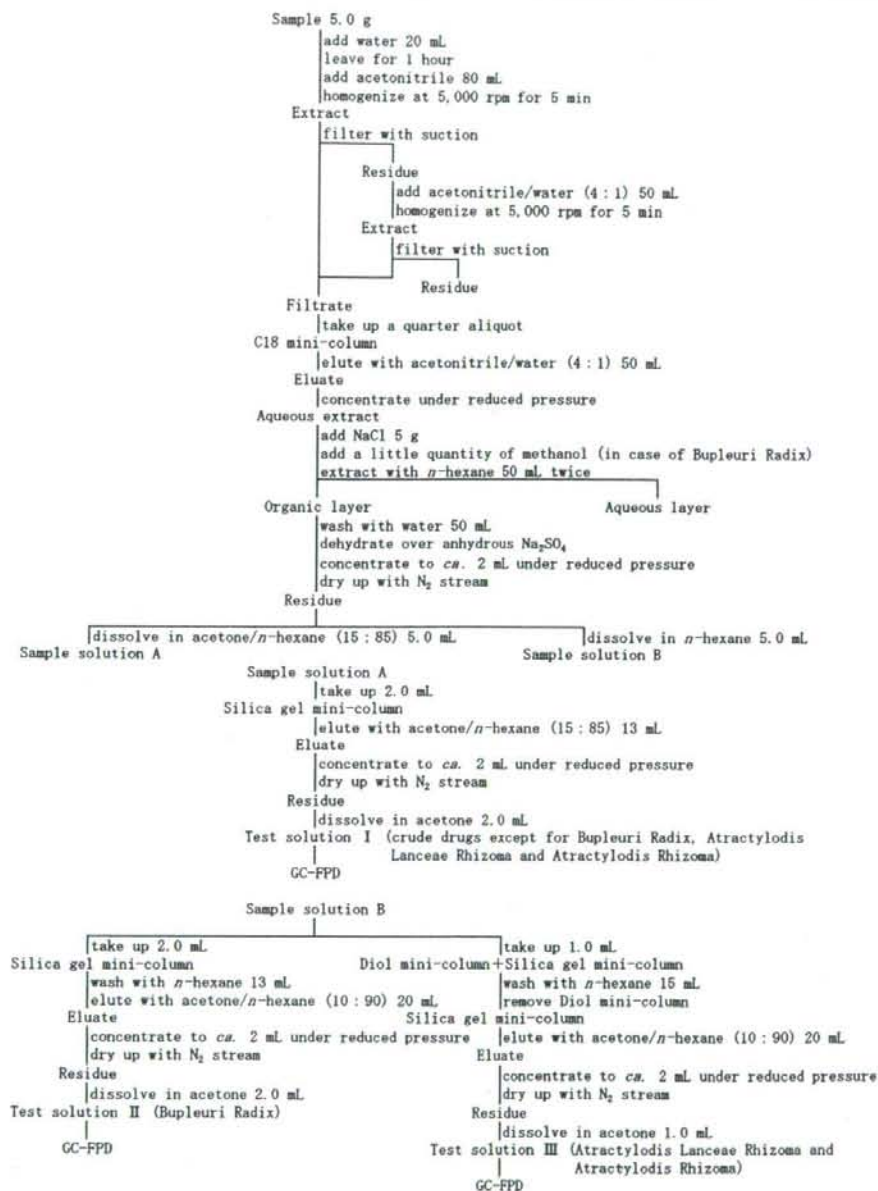 Sample 5.0 g
add water 20 mL
leave for 1 hour
add acetonitrile 80 mL
homogenize at 5,000 rpm for 5 min
Extract
filter with suction
Residue
add acetonitrile/water (4 : 1) 50 mL
homogenize at 5,000 rpm for 5 min
Extract
filter with suction
Residue
Filtrate
take up a quarter aliquot
C18 mini-column
elute with acetonitrile/water (4 : 1) 50 mL
Eluate
concentrate under reduced pressure
Aqueous extract
add NaCl 5 g
add a little quantity of methanol (in case of Bupleuri Radix)
extract with n-hexane 50 mL twice
Organic layer Aqueous layer
wash with water 50 mL
dehydrate over anhydrous Na₂SO₄
concentrate to ca. 2 mL under reduced pressure
dry up with N₂ stream
Residue
dissolve in acetone/n-hexane (15 : 85) 5.0 mL dissolve in n-hexane 5.0 mL
Sample solution A Sample solution B
Sample solution A
take up 2.0 mL
Silica gel mini-column
elute with acetone/n-hexane (15 : 85) 13 mL
Eluate
concentrate to ca. 2 mL under reduced pressure
dry up with N₂ stream
Residue
dissolve in acetone 2.0 mL
Test solution Ⅰ (crude drugs except for Bupleuri Radix, Atractylodis
Lanceae Rhizoma and Atractylodis Rhizoma)
GC-FPD
Sample solution B
take up 2.0 mL
Silica gel mini-column
wash with n-hexane 13 mL
elute with acetone/n-hexane (10 : 90) 20 mL
Eluate
concentrate to ca. 2 mL under reduced pressure
dry up with N₂ stream
Residue
dissolve in acetone 2.0 mL
Test solution Ⅱ (Bupleuri Radix)
GC-FPD
take up 1.0 mL
Diol mini-column+Silica gel mini-column
wash with n-hexane 15 mL
remove Diol mini-column
Silica gel mini-column
elute with acetone/n-hexane (10 : 90) 20 mL
Eluate
concentrate to ca. 2 mL under reduced pressure
dry up with N₂ stream
Residue
dissolve in acetone 1.0 mL
Test solution Ⅲ (Atractylodis Lanceae Rhizoma and
Atractylodis Rhizoma)
GC-FPD